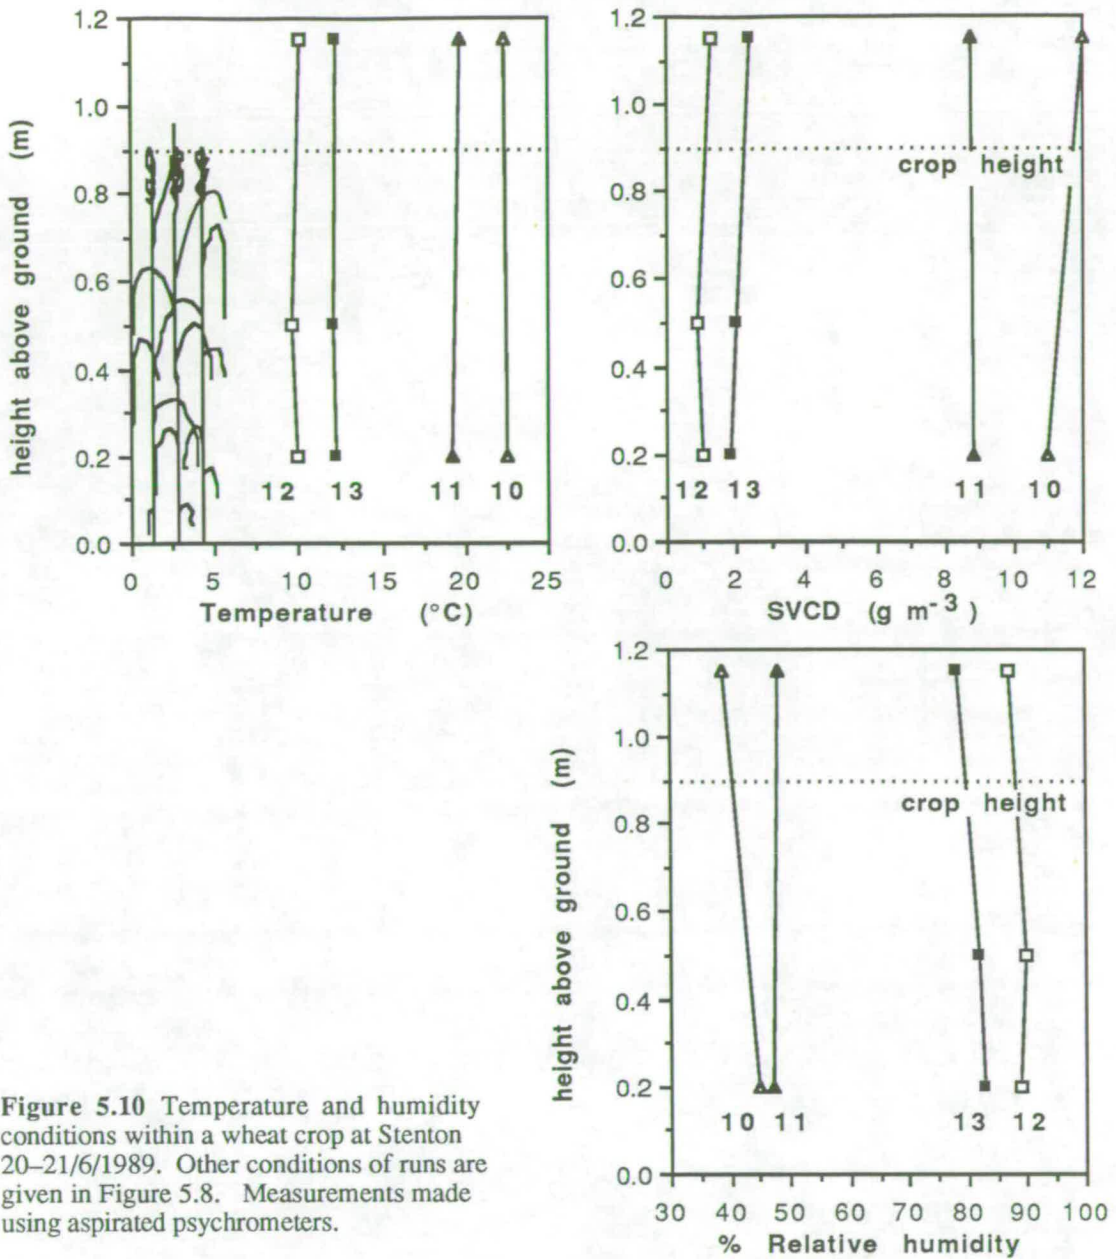 1.2
1.0
0.8
0.6
0.4
0.2
0.0
height above ground (m)
12 13 11 10
0 5 10 15 20 25
Temperature (°C)
1.2
1.0
0.8
0.6
0.4
0.2
0.0
crop height
12 13 11 10
0 2 4 6 8 10 12
SVCD (g m-3)
1.2
1.0
0.8
0.6
0.4
0.2
0.0
height above ground (m)
crop height
10 11 13 12
30 40 50 60 70 80 90 100
% Relative humidity
Figure 5.10 Temperature and humidity
conditions within a wheat crop at Stenton
20–21/6/1989. Other conditions of runs are
given in Figure 5.8. Measurements made
using aspirated psychrometers.